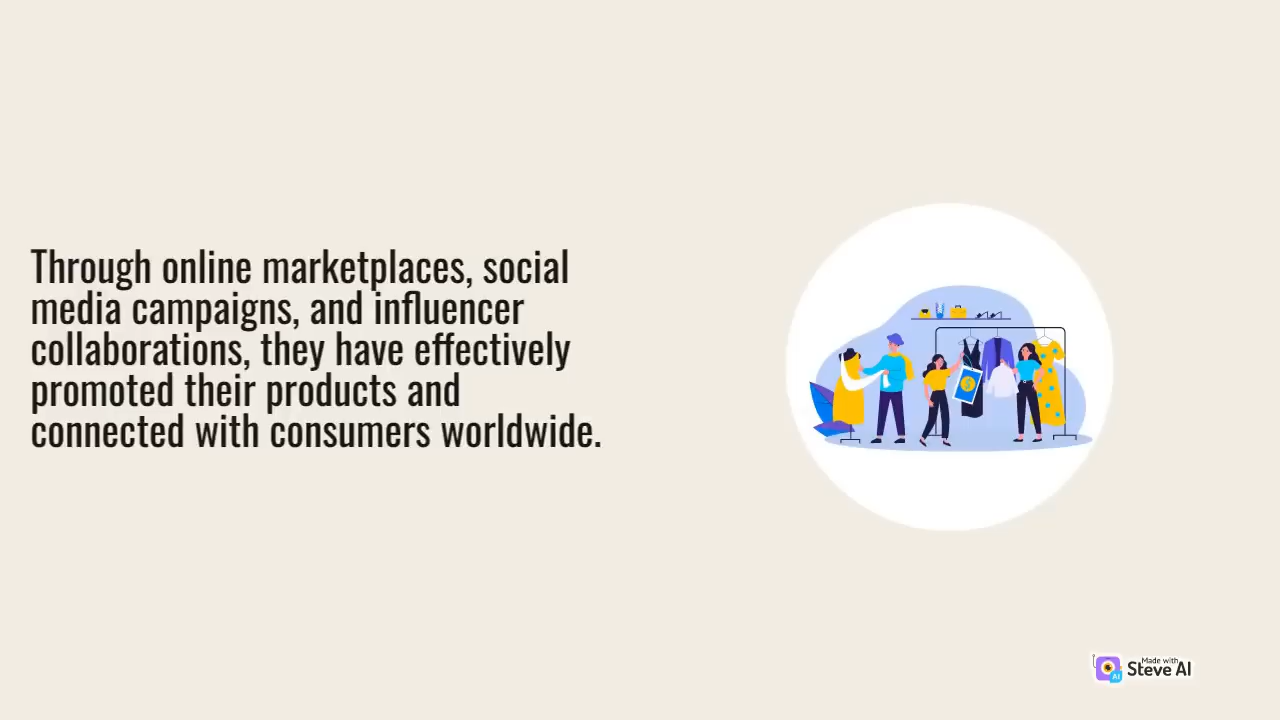 Through online marketplaces, social
media campaigns, and influencer
collaborations, they have effectively
promoted their products and
connected with consumers worldwide.
Made with
Steve AI
AI